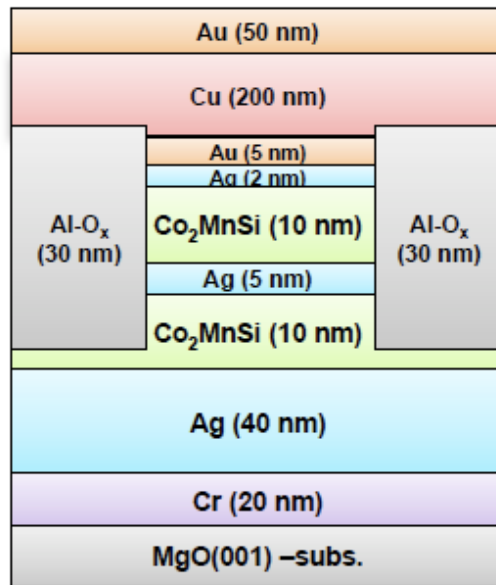 Au (50 nm)
Cu (200 nm)
Au (5 nm)
Ag (2 nm)
Al-Oₓ
(30 nm)
Co₂MnSi (10 nm)
Al-Oₓ
(30 nm)
Ag (5 nm)
Co₂MnSi (10 nm)
Ag (40 nm)
Cr (20 nm)
MgO(001) –subs.